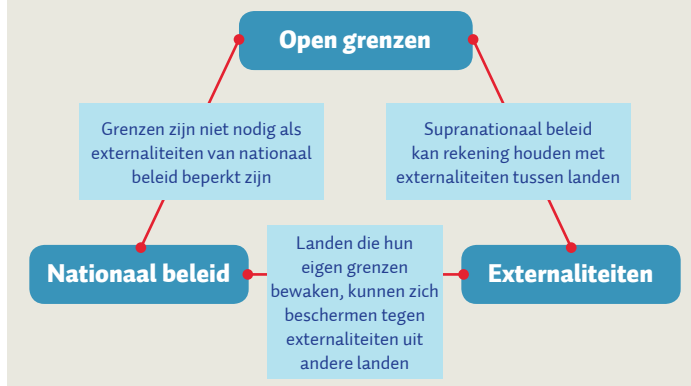 Open grenzen
Grenzen zijn niet nodig als
externaliteiten van nationaal
beleid beperkt zijn
Supranationaal beleid
kan rekening houden met
externaliteiten tussen landen
Nationaal beleid
Landen die hun
eigen grenzen
bewaken, kunnen zich
beschermen tegen
externaliteiten uit
andere landen
Externaliteiten